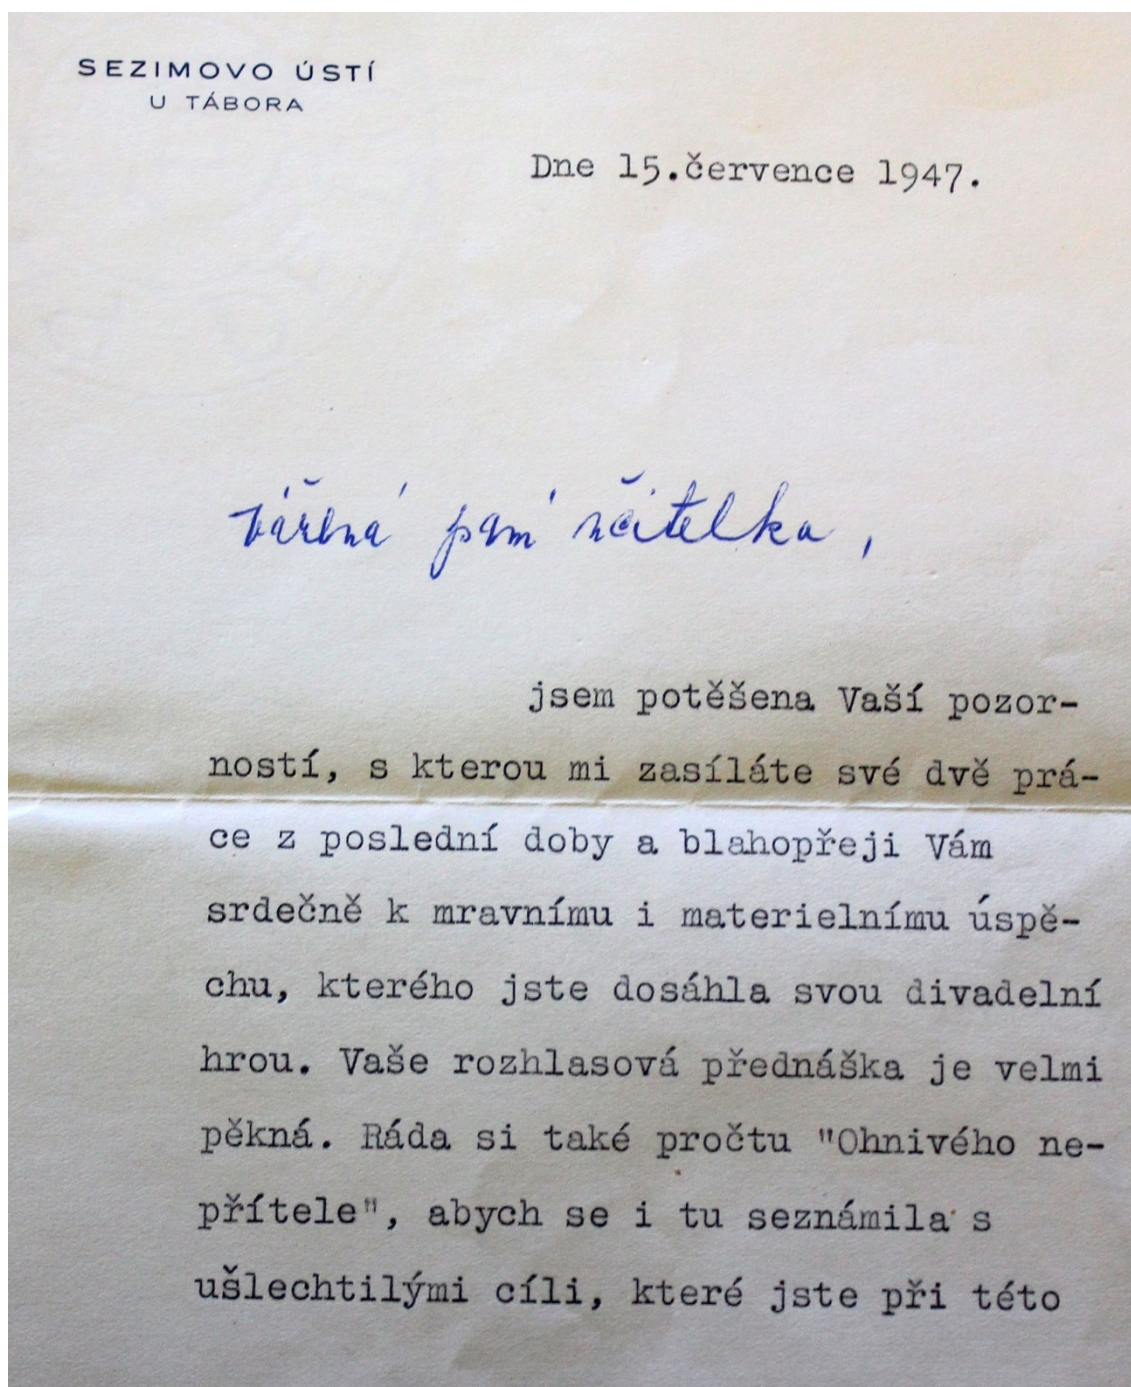 SEZIMOVO ÚSTÍ
U TÁBORA
Dne 15.července 1947.
Vážená paní učitelko,
jsem potěšena Vaší pozor-
ností, s kterou mi zasíláte své dvě prá-
ce z poslední doby a blahopřeji Vám
srdečně k mravnímu i materielnímu úspě-
chu, kterého jste dosáhla svou divadelní
hrou. Vaše rozhlasová přednáška je velmi
pěkná. Ráda si také pročtu "Ohnivého ne-
přítele", abych se i tu seznámila s
ušlechtilými cíli, které jste při této